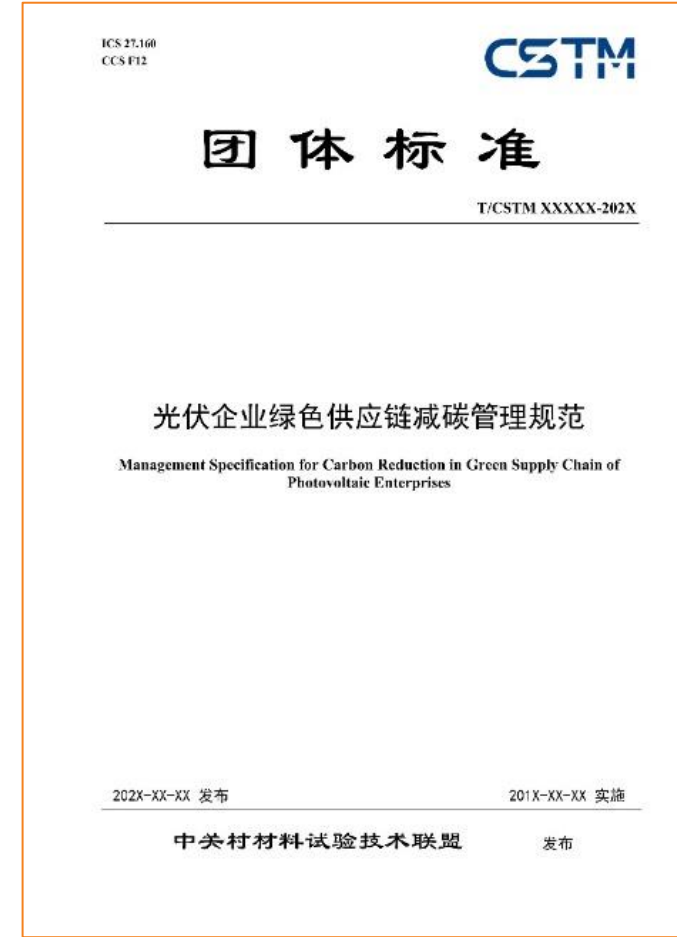 ICS 27.160
CCS F12
CSTM
团体标准
T/CSTM XXXXX-202X
光伏企业绿色供应链减碳管理规范
Management Specification for Carbon Reduction in Green Supply Chain of
Photovoltaic Enterprises
202X-XX-XX 发布
201X-XX-XX 实施
中关村材料试验技术联盟 发布